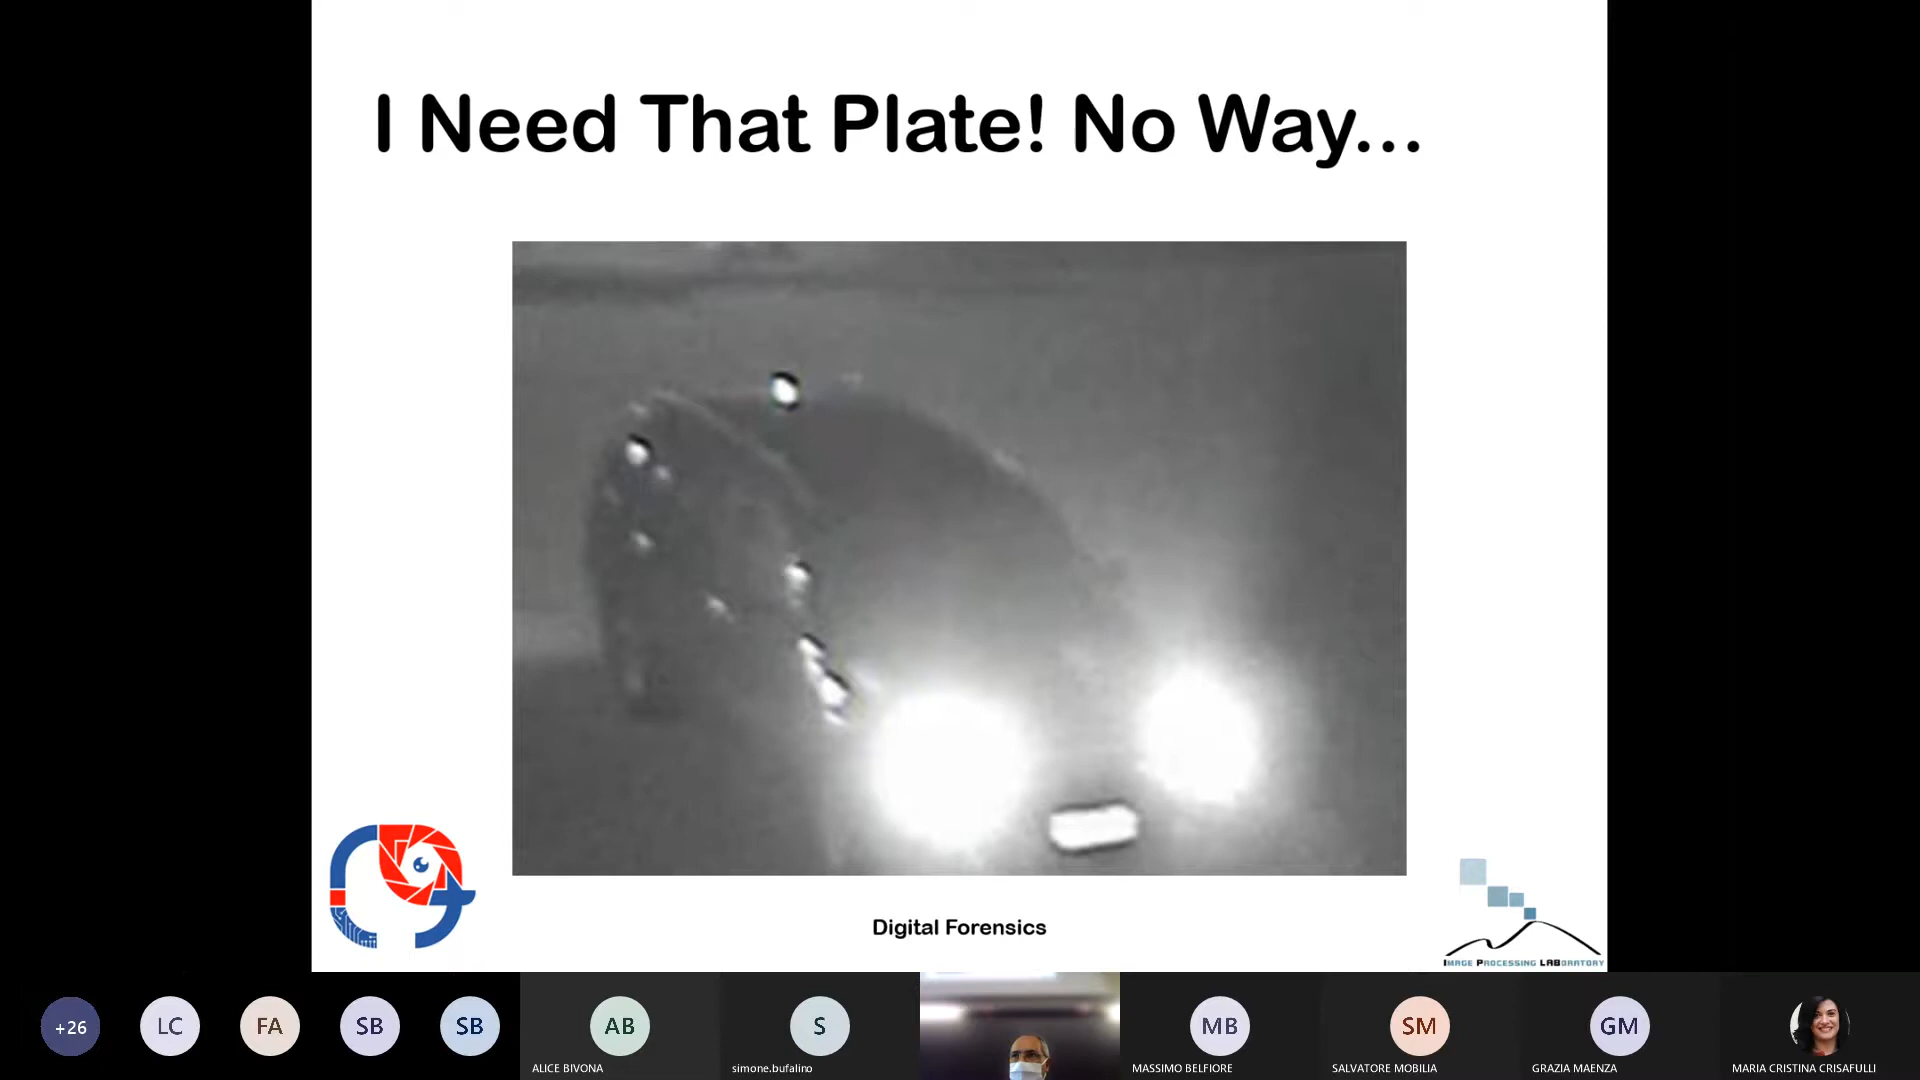 I Need That Plate! No Way...
Digital Forensics
IMAGE PROCESSING LABORATORY
+26
LC
FA
SB
SB
AB
S
MB
SM
GM
ALICE BIVONA
simone.bufalino
MASSIMO BELFIORE
SALVATORE MOBILIA
GRAZIA MAENZA
MARIA CRISTINA CRISAFULLI